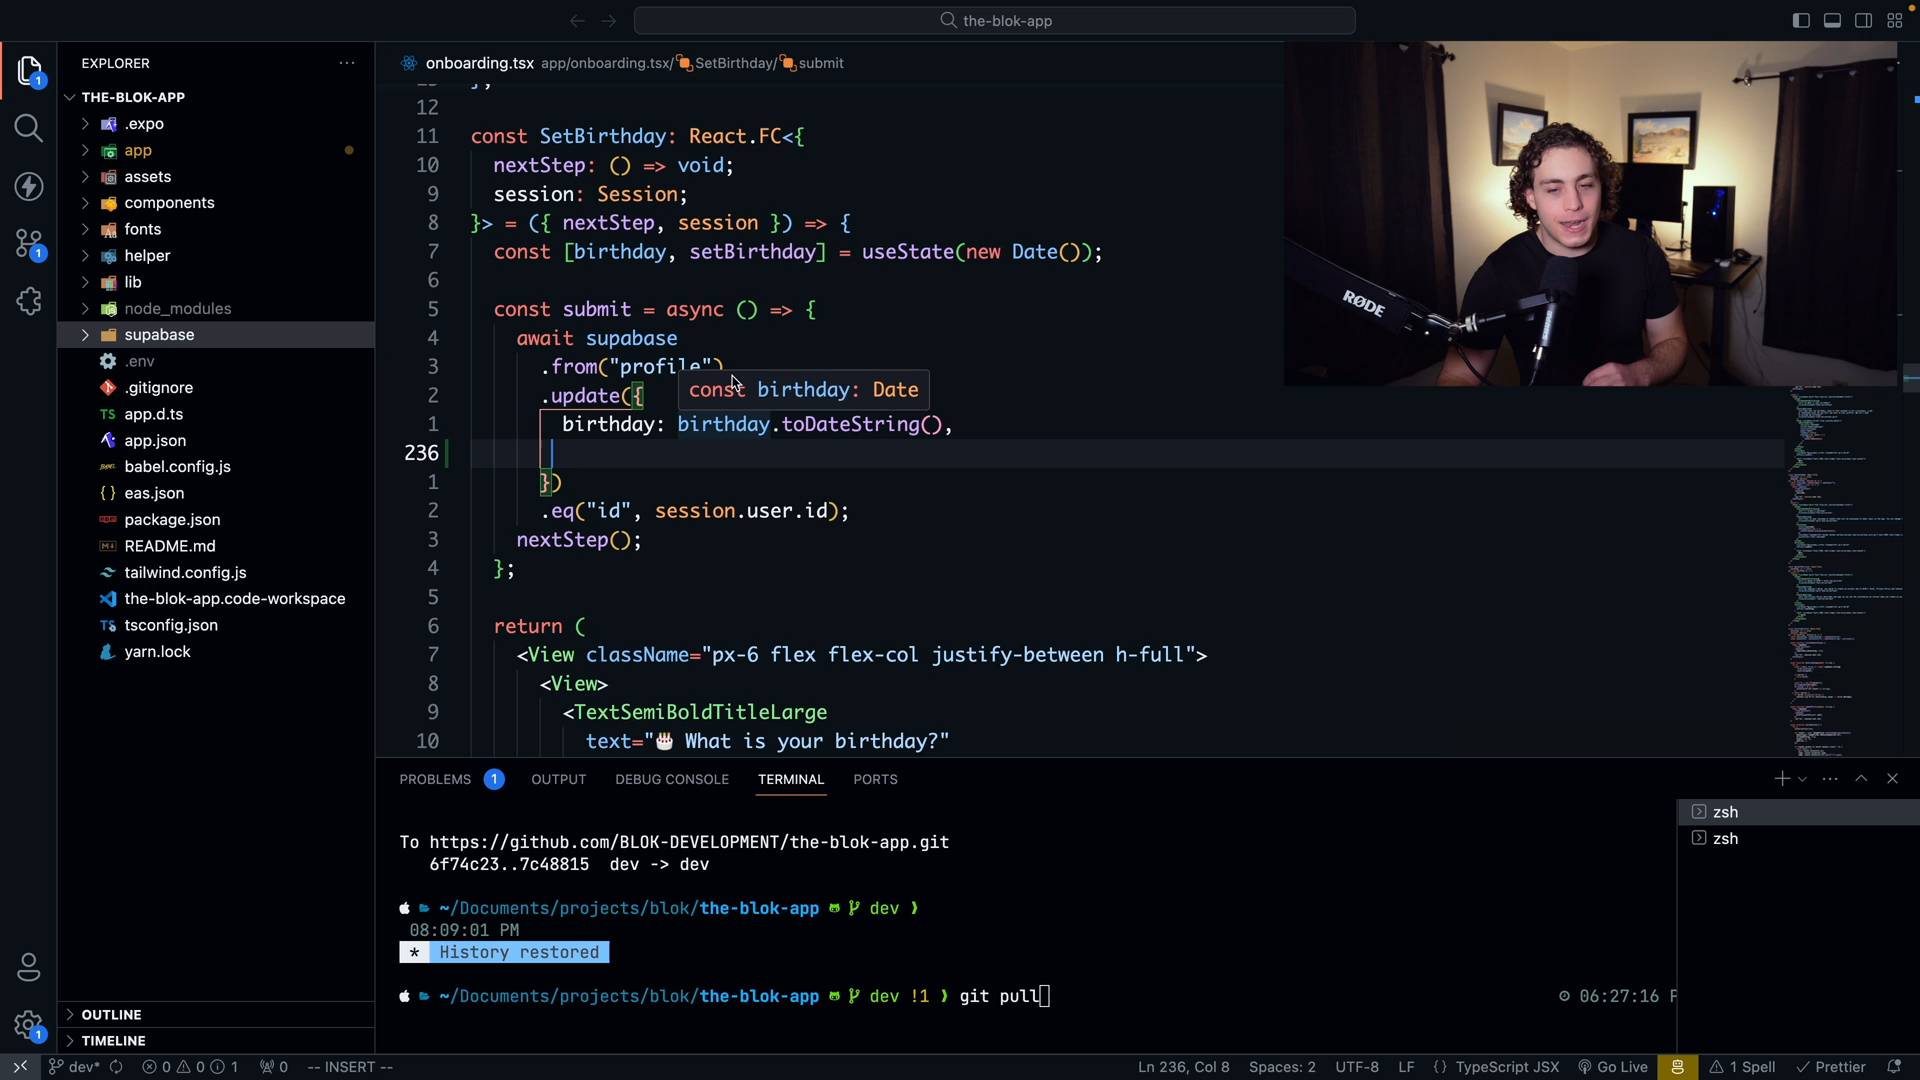 the-blok-app
EXPLORER
THE-BLOK-APP
.expo
app
assets
components
fonts
helper
lib
node_modules
supabase
.env
.gitignore
TS app.d.ts
app.json
babel.config.js
{ } eas.json
package.json
README.md
tailwind.config.js
the-blok-app.code-workspace
TS tsconfig.json
yarn.lock
OUTLINE
TIMELINE
onboarding.tsx app/onboarding.tsx/ SetBirthday/ submit
12
11 const SetBirthday: React.FC<{
10 nextStep: () => void;
9 session: Session;
8 }> = ({ nextStep, session }) => {
7 const [birthday, setBirthday] = useState(new Date());
6
5 const submit = async () => {
4 await supabase
3 .from("profile")
2 .update({
const birthday: Date
1 birthday: birthday.toDateString(),
236
1 })
2 .eq("id", session.user.id);
3 nextStep();
4 };
5
6 return (
7 <View className="px-6 flex flex-col justify-between h-full">
8 <View>
9 <TextSemiBoldTitleLarge
10 text="🎂 What is your birthday?"
RØDE
SHURE
PROBLEMS 1 OUTPUT DEBUG CONSOLE TERMINAL PORTS
zsh
zsh
To https://github.com/BLOK-DEVELOPMENT/the-blok-app.git
6f74c23..7c48815 dev -> dev
~/Documents/projects/blok/the-blok-app dev ❯
08:09:01 PM
* History restored
~/Documents/projects/blok/the-blok-app dev !1 ❯ git pull 06:27:16 P
1
1
1
dev* 0 0 1 0 -- INSERT -- Ln 236, Col 8 Spaces: 2 UTF-8 LF {} TypeScript JSX Go Live 1 Spell Prettier